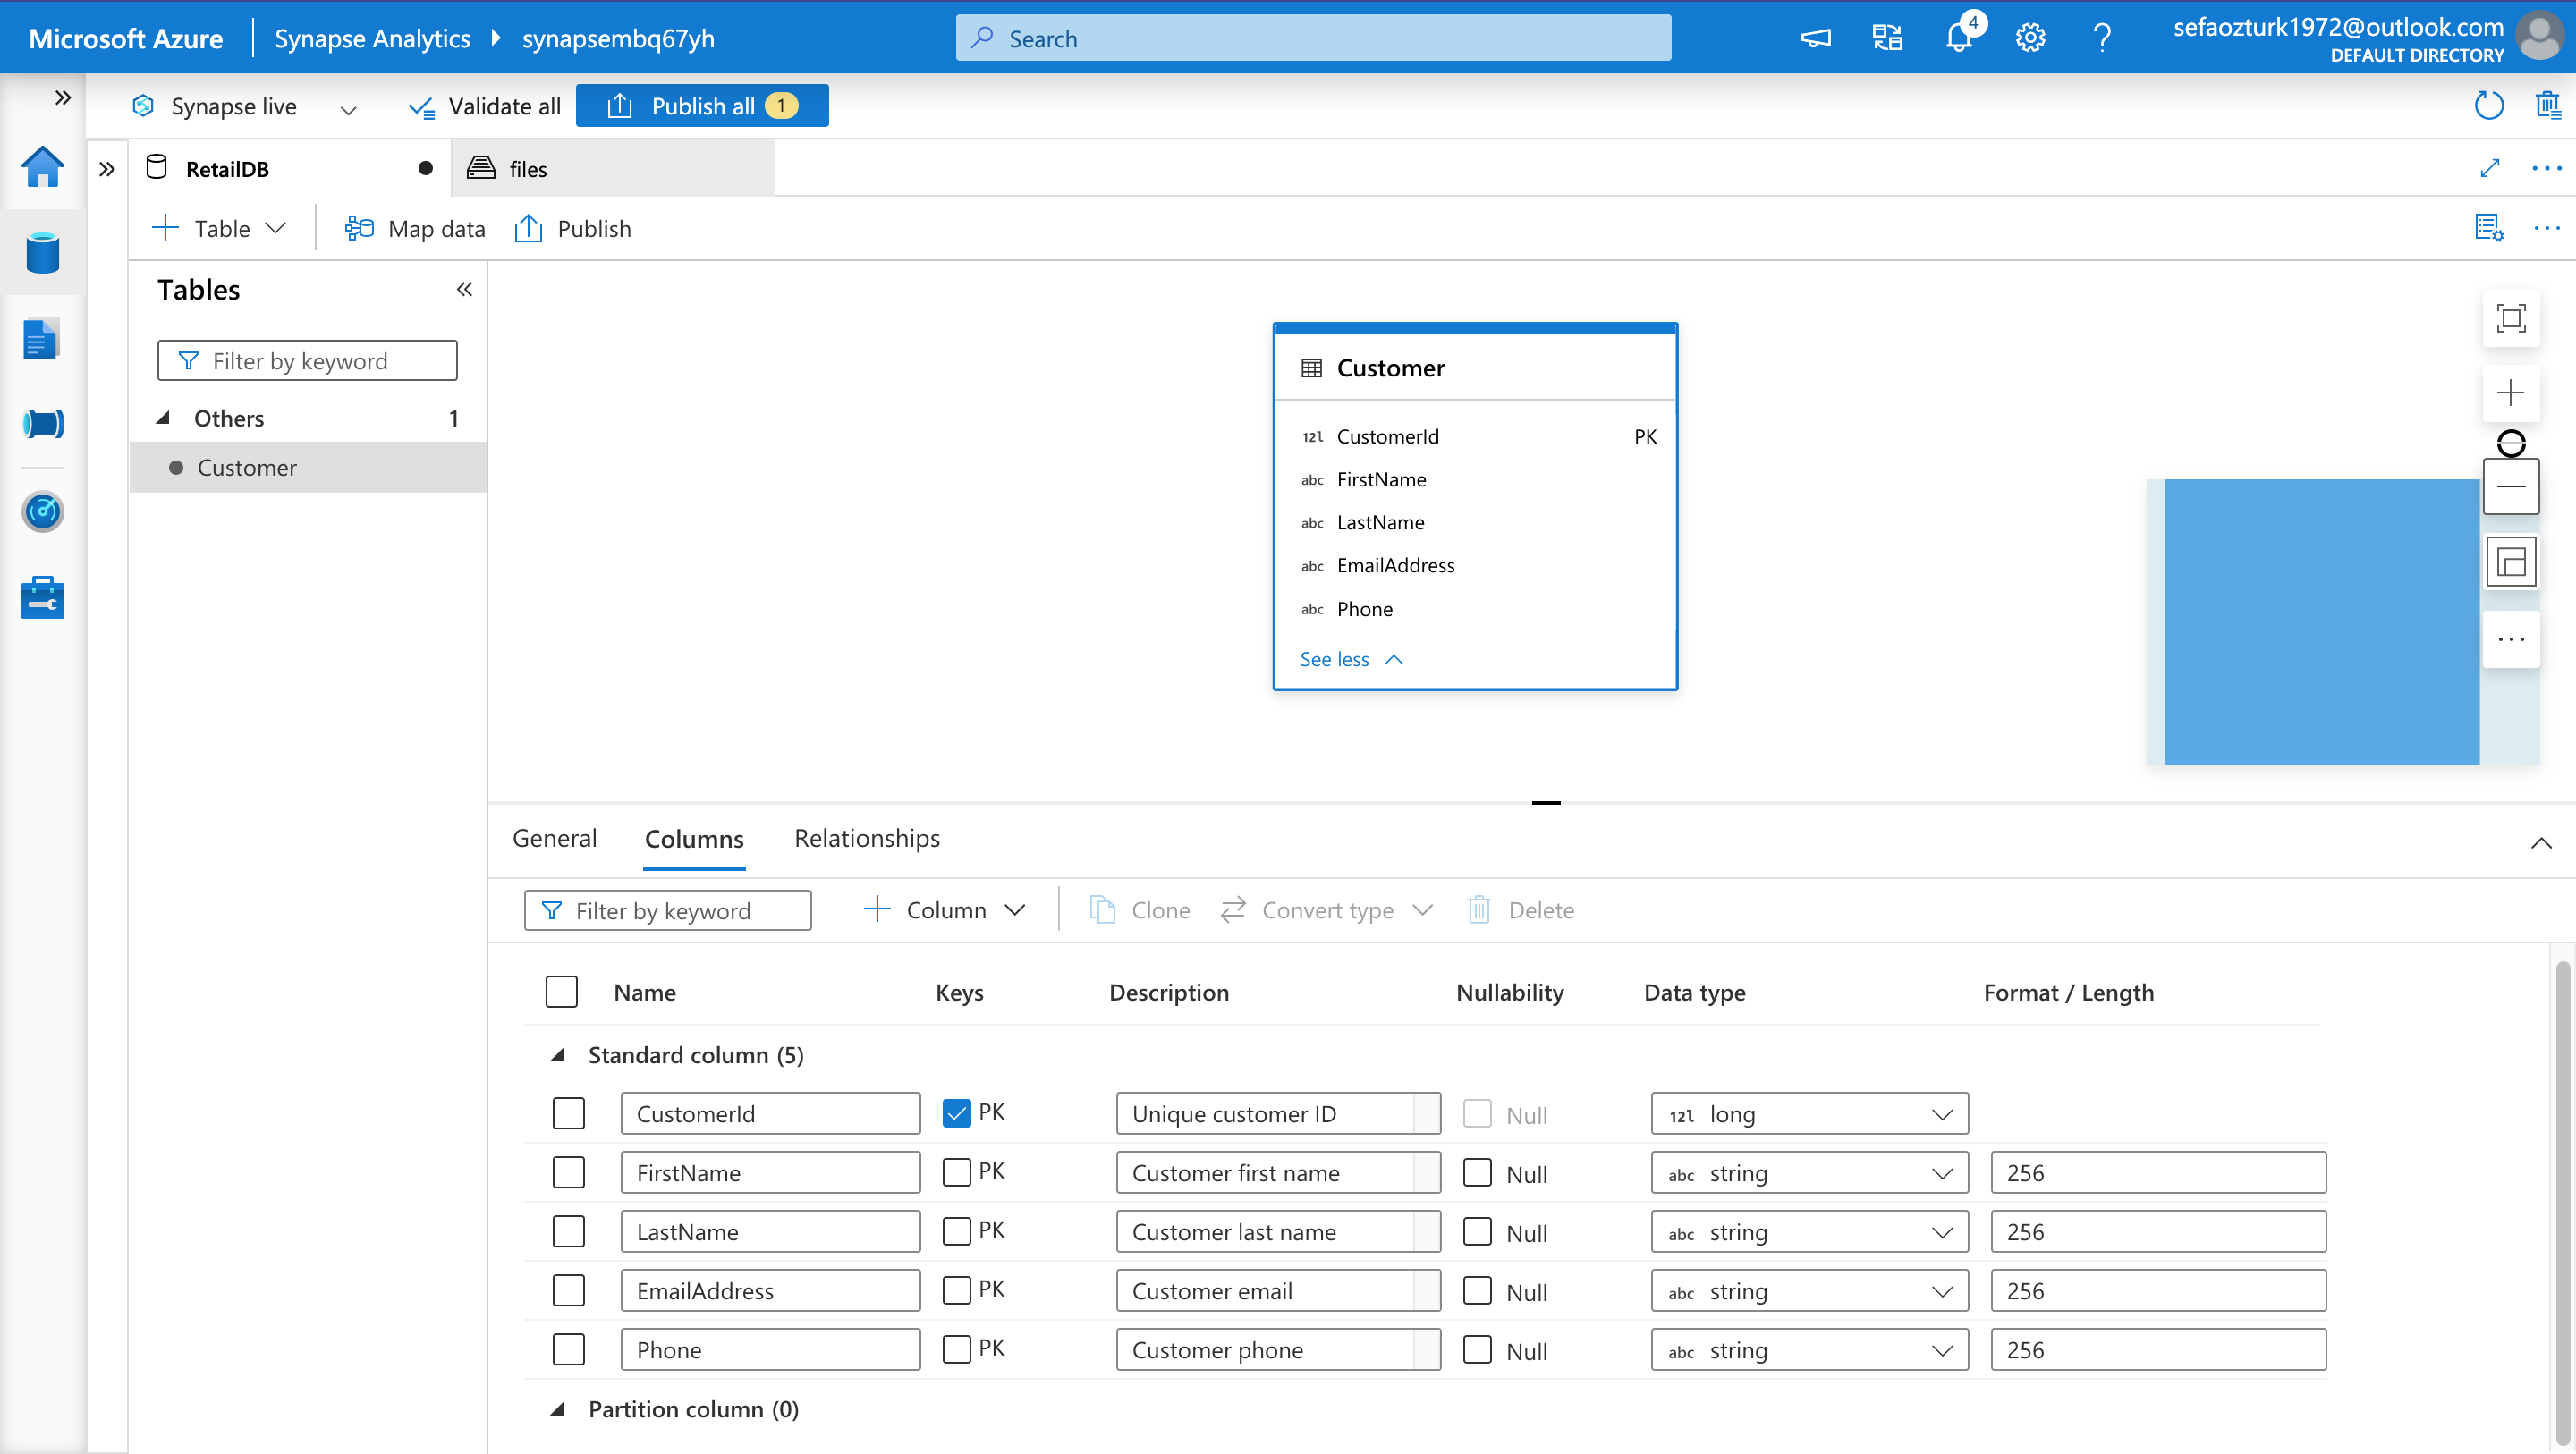 Microsoft Azure
Synapse Analytics
synapsembq67yh
Search
4
sefaozturk1972@outlook.com
DEFAULT DIRECTORY
Synapse live
Validate all
Publish all 1
RetailDB
files
Table
Map data
Publish
Tables
Filter by keyword
Others 1
Customer
Customer
12l CustomerId PK
abc FirstName
abc LastName
abc EmailAddress
abc Phone
See less
General Columns Relationships
Filter by keyword
Column
Clone
Convert type
Delete
Name Keys Description Nullability Data type Format / Length
Standard column (5)
CustomerId PK Unique customer ID Null 12l long
FirstName PK Customer first name Null abc string 256
LastName PK Customer last name Null abc string 256
EmailAddress PK Customer email Null abc string 256
Phone PK Customer phone Null abc string 256
Partition column (0)